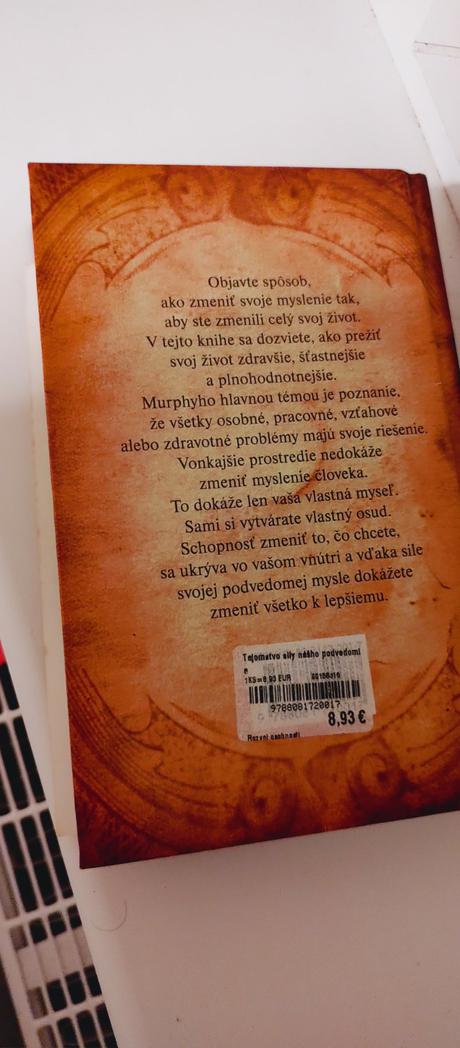 Objavte spôsob,
ako zmeniť svoje myslenie tak,
aby ste zmenili celý svoj život.
V tejto knihe sa dozviete, ako prežiť
svoj život zdravšie, šťastnejšie
a plnohodnotnejšie.
Murphyho hlavnou témou je poznanie,
že všetky osobné, pracovné, vzťahové
alebo zdravotné problémy majú svoje riešenie.
Vonkajšie prostredie nedokáže
zmeniť myslenie človeka.
To dokáže len vaša vlastná myseľ.
Sami si vytvárate vlastný osud.
Schopnosť zmeniť to, čo chcete,
sa ukrýva vo vašom vnútri a vďaka sile
svojej podvedomej mysle dokážete
zmeniť všetko k lepšiemu.
Tajomstvo sily nášho podvedomi
e
1KS=8,93 EUR
9788081720017
8,93 €
Rozvoj osobnosti